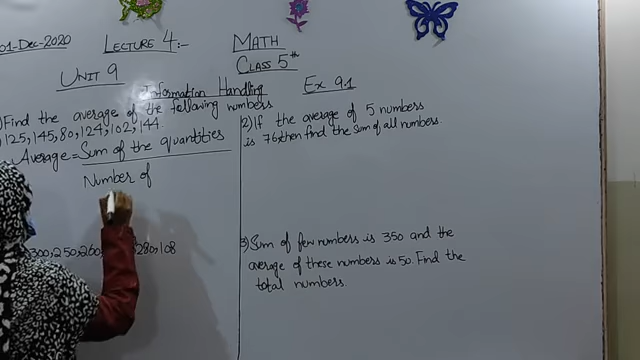 01-Dec-2020
LECTURE 4:-
MATH
CLASS 5th
UNIT 9
Information Handling
Ex 9.1
Find the average of the following numbers
125, 145, 80, 124, 102, 144
Average = Sum of the quantities
Number of
300, 250, 260, 280, 108
2) If the average of 5 numbers
is 76, then find the sum of all numbers.
3) Sum of few numbers is 350 and the
average of these numbers is 50. Find the
total numbers.